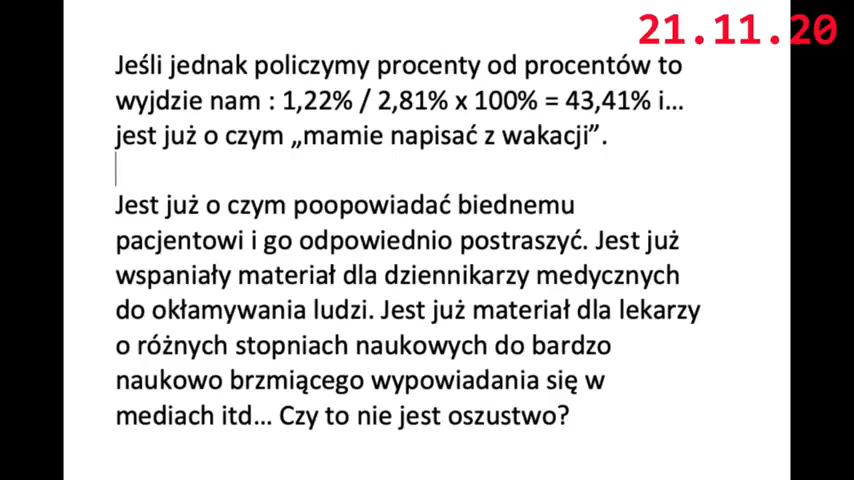 21.11.20
Jeśli jednak policzymy procenty od procentów to
wyjdzie nam : 1,22% / 2,81% x 100% = 43,41% i...
jest już o czym „mamie napisać z wakacji”.
Jest już o czym poopowiadać biednemu
pacjentowi i go odpowiednio postraszyć. Jest już
wspaniały materiał dla dziennikarzy medycznych
do okłamywania ludzi. Jest już materiał dla lekarzy
o różnych stopniach naukowych do bardzo
naukowo brzmiącego wypowiadania się w
mediach itd... Czy to nie jest oszustwo?